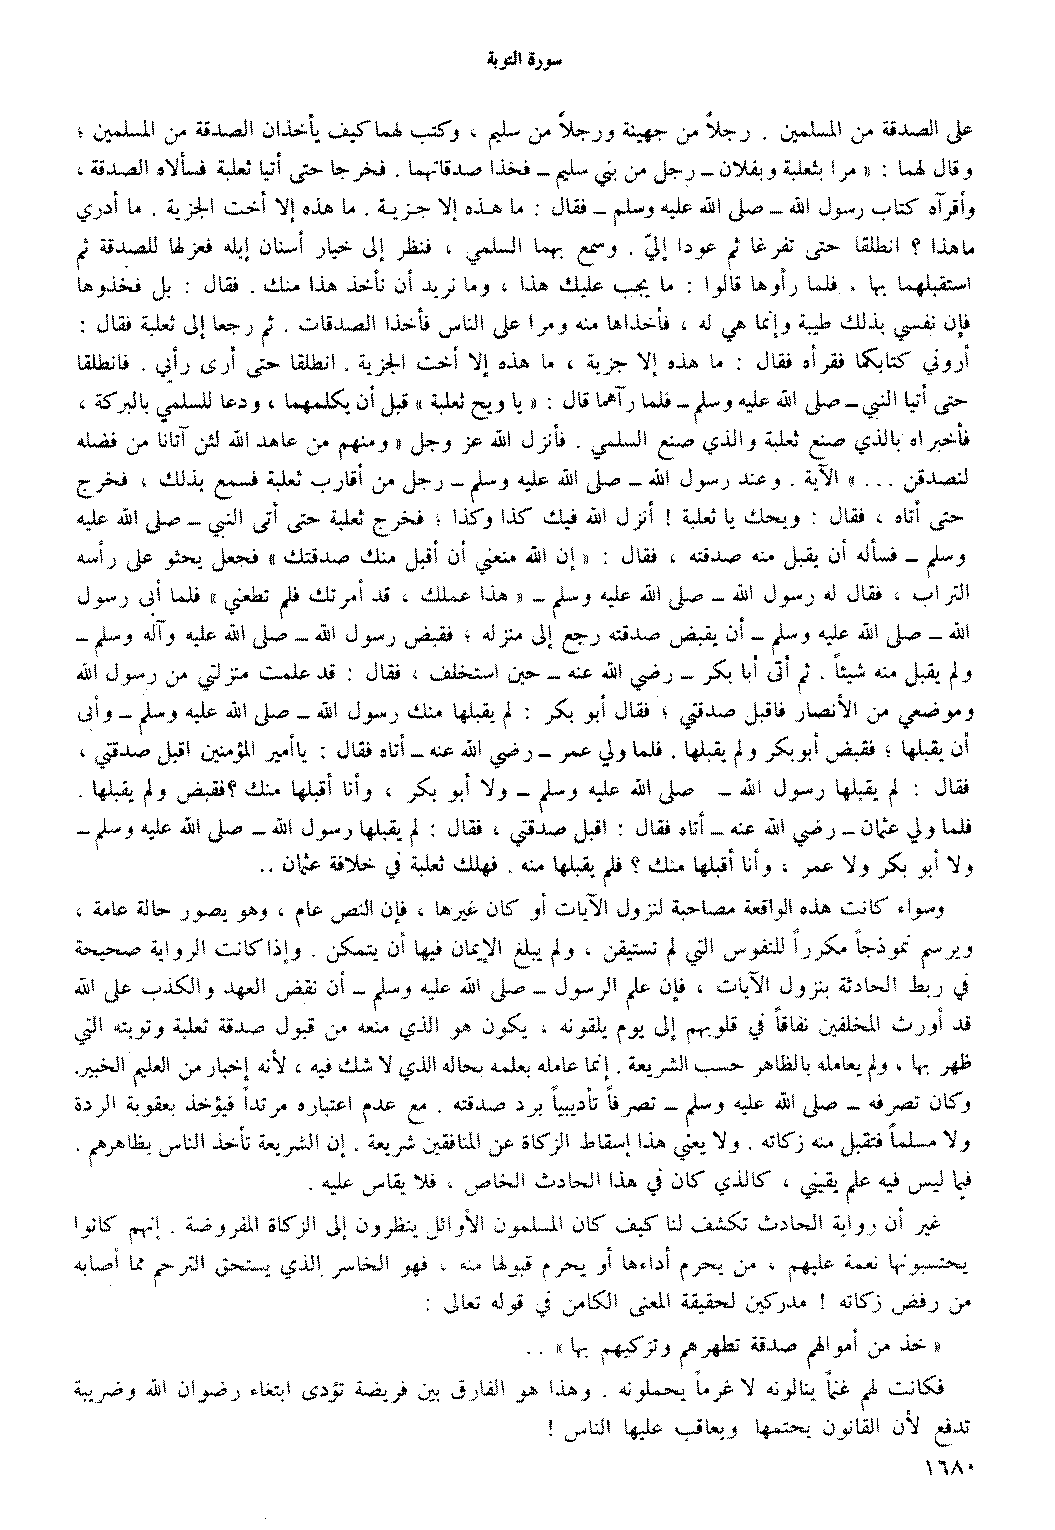 سورة التوبة
على الصدقة من المسلمين . رجلاً من جهينة ورجلاً من سليم ، وكتب لهما كيف يأخذان الصدقة من المسلمين ؛
وقال لهما : « مرا بثعلبة وبفلان – رجل من بني سليم – فخذا صدقاتهما . فخرجا حتى أتيا ثعلبة فسألاه الصدقة ،
وأقرآه كتاب رسول الله – صلى الله عليه وسلم – فقال : ما هذه إلا جزية . ما هذه إلا أخت الجزية . ما أدري
ماهذا ؟ انطلقا حتى تفرغا ثم عودا إليّ . وسمع بهما السلمي ، فنظر إلى خيار أسنان إبله فعزلها للصدقة ثم
استقبلهما بها ، فلما رأوها قالوا : ما يجب عليك هذا ، وما نريد أن نأخذ هذا منك . فقال : بل فخذوها
فإن نفسي بذلك طيبة وإنما هي له ، فأخذاها منه ومرا على الناس فأخذا الصدقات . ثم رجعا إلى ثعلبة فقال :
أروني كتابكما فقرأه فقال : ما هذه إلا جزية ، ما هذه إلا أخت الجزية . انطلقا حتى أرى رأيي . فانطلقا
حتى أتيا النبي – صلى الله عليه وسلم – فلما رآهما قال : « يا ويح ثعلبة » قبل أن يكلمهما ، ودعا للسلمي بالبركة ،
فأخبراه بالذي صنع ثعلبة والذي صنع السلمي . فأنزل الله عز وجل « ومنهم من عاهد الله لئن آتانا من فضله
لنصدقن ... » الآية . وعند رسول الله – صلى الله عليه وسلم – رجل من أقارب ثعلبة فسمع بذلك ، فخرج
حتى أتاه ، فقال : ويحك يا ثعلبة ! أنزل الله فيك كذا وكذا ؛ فخرج ثعلبة حتى أتى النبي – صلى الله عليه
وسلم – فسأله أن يقبل منه صدقته ، فقال : « إن الله منعني أن أقبل منك صدقتك » فجعل يحثو على رأسه
التراب ، فقال له رسول الله – صلى الله عليه وسلم – « هذا عملك ، قد أمرتك فلم تطعني » فلما أبى رسول
الله – صلى الله عليه وسلم – أن يقبض صدقته رجع إلى منزله ؛ فقبض رسول الله – صلى الله عليه وآله وسلم –
ولم يقبل منه شيئاً . ثم أتى أبا بكر – رضي الله عنه – حين استخلف ، فقال : قد علمت منزلتي من رسول الله
وموضعي من الأنصار فاقبل صدقتي ؛ فقال أبو بكر : لم يقبلها منك رسول الله – صلى الله عليه وسلم – وأبى
أن يقبلها ؛ فقبض أبوبكر ولم يقبلها . فلما ولي عمر – رضي الله عنه – أتاه فقال : ياأمير المؤمنين اقبل صدقتي ،
فقال : لم يقبلها رسول الله – صلى الله عليه وسلم – ولا أبو بكر ، وأنا أقبلها منك ؟ فقبض ولم يقبلها .
فلما ولي عثمان – رضي الله عنه – أتاه فقال : اقبل صدقتي ، فقال : لم يقبلها رسول الله – صلى الله عليه وسلم –
ولا أبو بكر ولا عمر ، وأنا أقبلها منك ؟ فلم يقبلها منه . فهلك ثعلبة في خلافة عثمان ..
وسواء كانت هذه الواقعة مصاحبة لنزول الآيات أو كان غيرها ، فإن النص عام ، وهو يصور حالة عامة ،
ويرسم نموذجاً مكرراً للنفوس التي لم تستيقن ، ولم يبلغ الإيمان فيها أن يتمكن . وإذا كانت الرواية صحيحة
في ربط الحادثة بنزول الآيات ، فإن علم الرسول – صلى الله عليه وسلم – أن نقض العهد والكذب على الله
قد أورث المخلفين نفاقاً في قلوبهم إلى يوم يلقونه ، يكون هو الذي منعه من قبول صدقة ثعلبة وتوبته التي
ظهر بها ، ولم يعامله بالظاهر حسب الشريعة . إنما عامله بعلمه بحاله الذي لا شك فيه ، لأنه إخبار من العليم الخبير.
وكان تصرفه – صلى الله عليه وسلم – تصرفاً تأديبياً برد صدقته . مع عدم اعتباره مرتداً فيؤخذ بعقوبة الردة
ولا مسلماً فتقبل منه زكاته . ولا يعني هذا إسقاط الزكاة عن المنافقين شريعة . إن الشريعة تأخذ الناس بظاهرهم .
فيما ليس فيه علم يقيني ، كالذي كان في هذا الحادث الخاص ، فلا يقاس عليه .
غير أن رواية الحادث تكشف لنا كيف كان المسلمون الأوائل ينظرون إلى الزكاة المفروضة . إنهم كانوا
يحتسبونها نعمة عليهم ، من يحرم أداءها أو يحرم قبولها منه ، فهو الخاسر الذي يستحق الترحم مما أصابه
من رفض زكاته ! مدركين لحقيقة المعنى الكامن في قوله تعالى :
« خذ من أموالهم صدقة تطهرهم وتزكيهم بها » ..
فكانت لهم غنماً ينالونه لا غرماً يحملونه . وهذا هو الفارق بين فريضة تؤدى ابتغاء رضوان الله وضريبة
تدفع لأن القانون يحتمها ويعاقب عليها الناس !
١٦٨٠